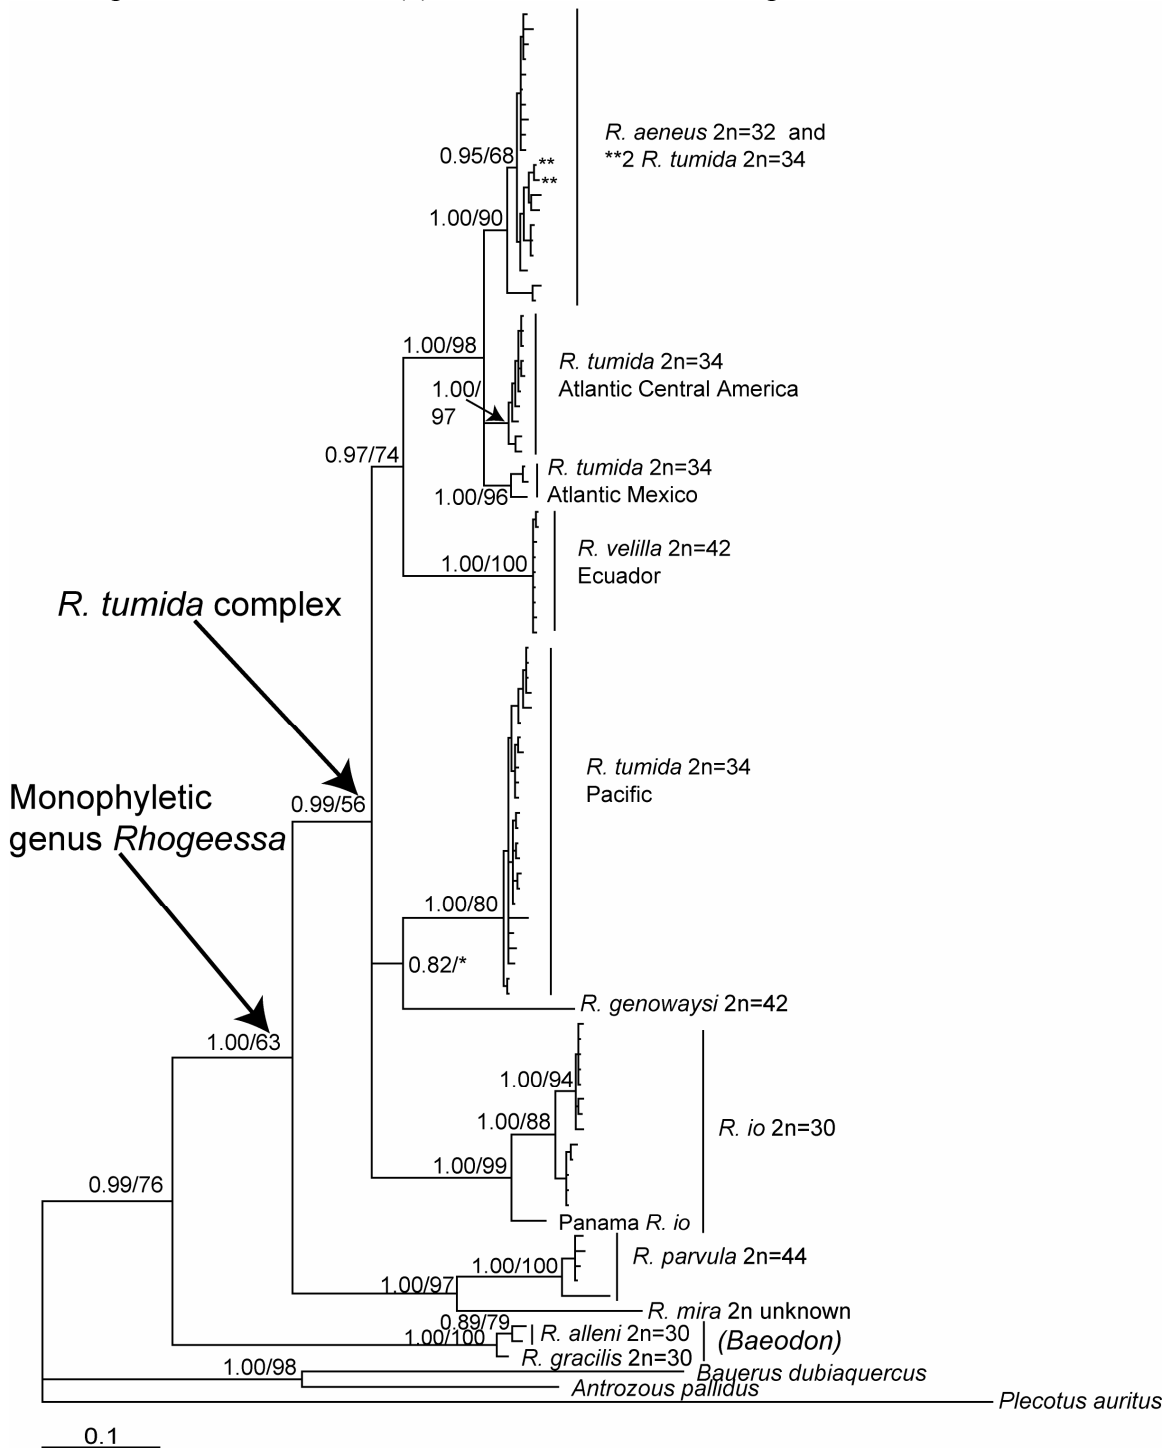 0.95/68
**
**
R. aeneus 2n=32 and
**2 R. tumida 2n=34
1.00/90
1.00/98
R. tumida 2n=34
Atlantic Central America
1.00/
97
0.97/74
R. tumida 2n=34
Atlantic Mexico
1.00/96
R. velilla 2n=42
Ecuador
1.00/100
R. tumida complex
R. tumida 2n=34
Pacific
Monophyletic
genus Rhogeessa
0.99/56
1.00/80
0.82/*
R. genowaysi 2n=42
1.00/63
1.00/94
1.00/88
R. io 2n=30
1.00/99
0.99/76
Panama R. io
R. parvula 2n=44
1.00/100
1.00/97
R. mira 2n unknown
0.89/79
R. alleni 2n=30
(Baeodon)
1.00/100
R. gracilis 2n=30
1.00/98
Bauerus dubiaquercus
Antrozous pallidus
Plecotus auritus
0.1